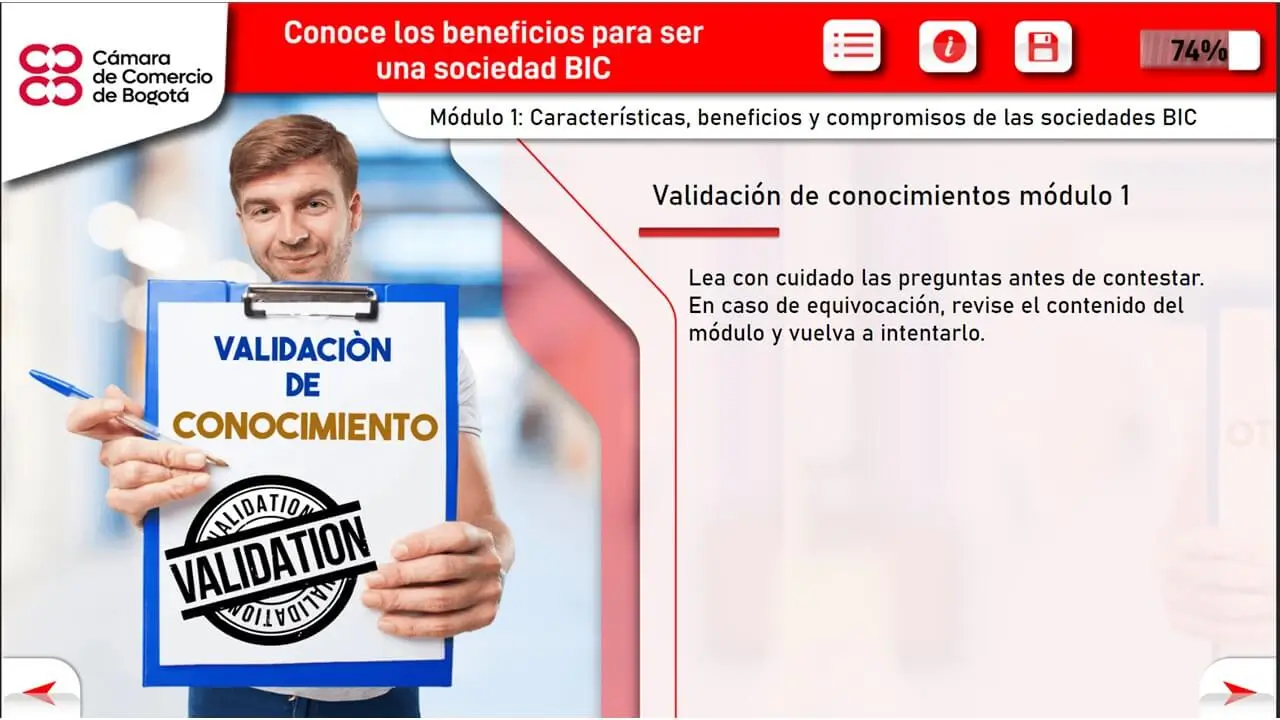 Cámara
de Comercio
de Bogotá
Conoce los beneficios para ser
una sociedad BIC
74%
Módulo 1: Características, beneficios y compromisos de las sociedades BIC
Validación de conocimientos módulo 1
Lea con cuidado las preguntas antes de contestar.
En caso de equivocación, revise el contenido del
módulo y vuelva a intentarlo.
VALIDACIÒN
DE
CONOCIMIENTO
VALIDATION
VALIDATION
VALIDATION
OT